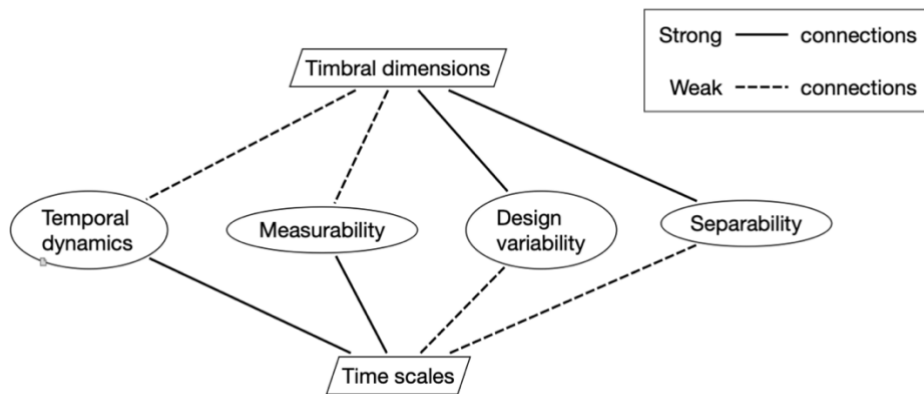 Strong connections
Weak connections
Timbral dimensions
Temporal
dynamics
Measurability
Design
variability
Separability
Time scales